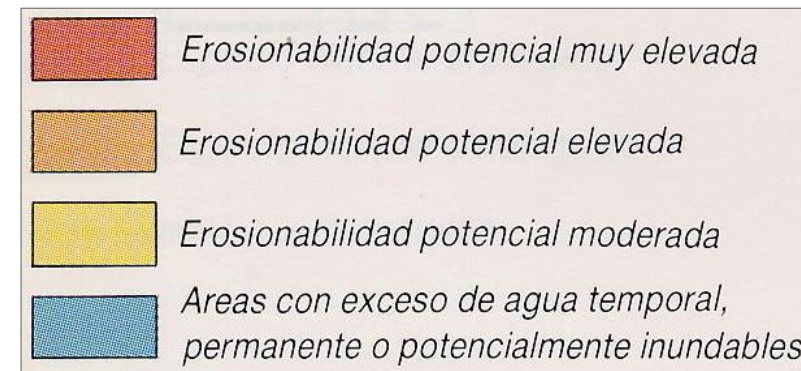 Erosionabilidad potencial muy elevada
Erosionabilidad potencial elevada
Erosionabilidad potencial moderada
Areas con exceso de agua temporal,
permanente o potencialmente inundables